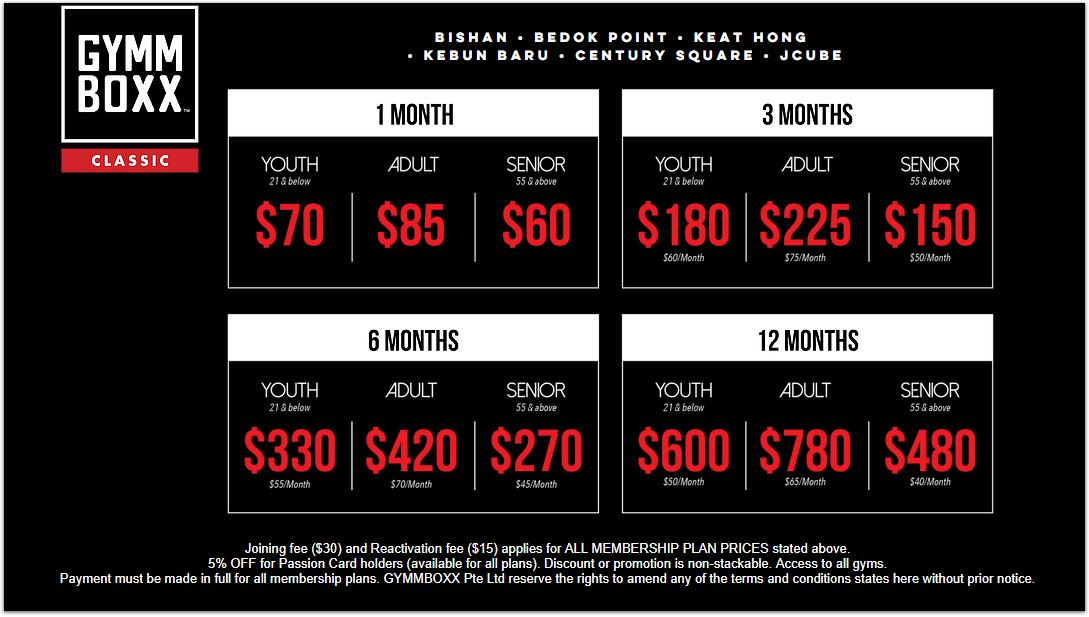 GYMM
BOXX™
CLASSIC
BISHAN • BEDOK POINT • KEAT HONG
• KEBUN BARU • CENTURY SQUARE • JCUBE
1 MONTH
YOUTH ADULT SENIOR
21 & below 55 & above
$70 $85 $60
3 MONTHS
YOUTH ADULT SENIOR
21 & below 55 & above
$180 $225 $150
$60/Month $75/Month $50/Month
6 MONTHS
YOUTH ADULT SENIOR
21 & below 55 & above
$330 $420 $270
$55/Month $70/Month $45/Month
12 MONTHS
YOUTH ADULT SENIOR
21 & below 55 & above
$600 $780 $480
$50/Month $65/Month $40/Month
Joining fee ($30) and Reactivation fee ($15) applies for ALL MEMBERSHIP PLAN PRICES stated above.
5% OFF for Passion Card holders (available for all plans). Discount or promotion is non-stackable. Access to all gyms.
Payment must be made in full for all membership plans. GYMMBOXX Pte Ltd reserve the rights to amend any of the terms and conditions states here without prior notice.